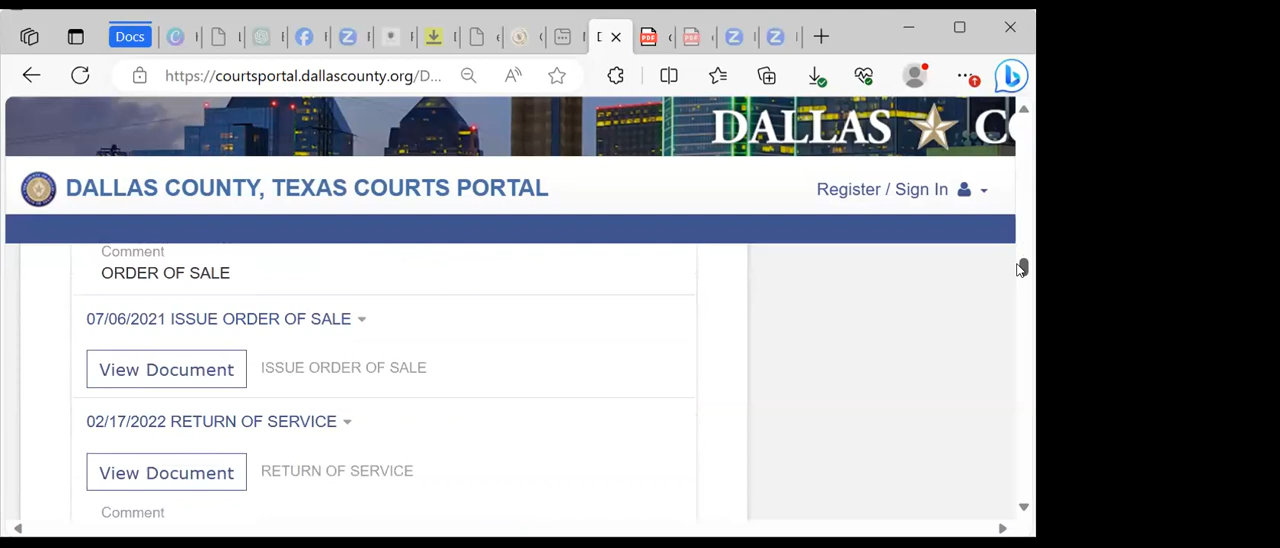 Docs
https://courtsportal.dallascounty.org/D...
DALLAS
DALLAS COUNTY, TEXAS COURTS PORTAL
Register / Sign In
Comment
ORDER OF SALE
07/06/2021 ISSUE ORDER OF SALE
View Document ISSUE ORDER OF SALE
02/17/2022 RETURN OF SERVICE
View Document RETURN OF SERVICE
Comment